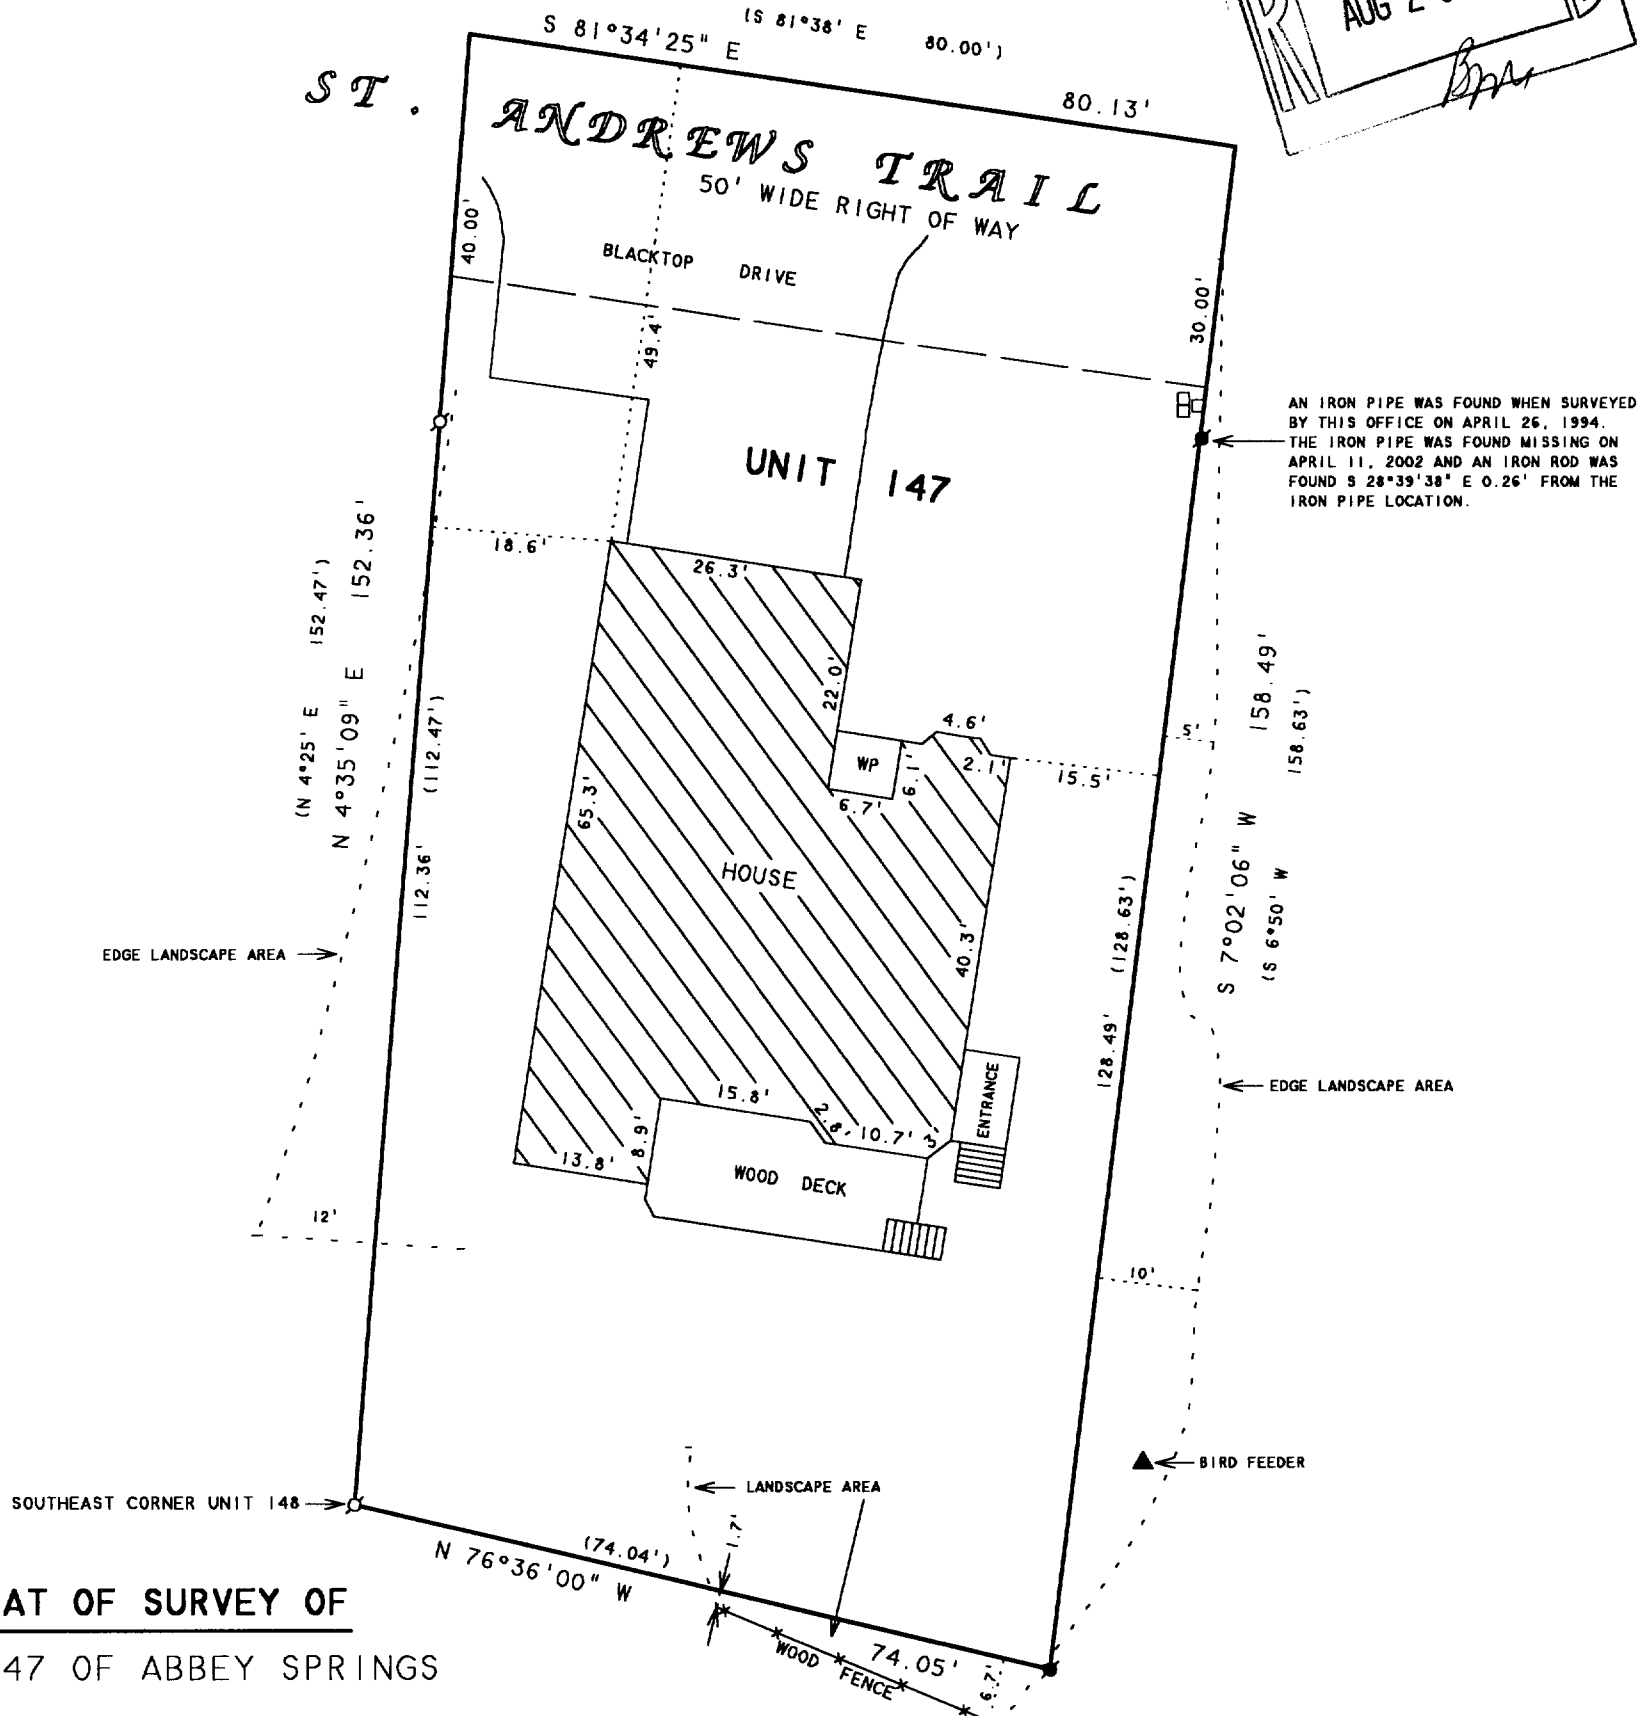 (S 81°38' E 80.00')
S 81°34'25" E 80.13'
AUG 2
ST. ANDREWS TRAIL
50' WIDE RIGHT OF WAY
40.00'
BLACKTOP DRIVE
30.00'
49.4'
AN IRON PIPE WAS FOUND WHEN SURVEYED
BY THIS OFFICE ON APRIL 26, 1994.
THE IRON PIPE WAS FOUND MISSING ON
APRIL 11, 2002 AND AN IRON ROD WAS
FOUND S 28°39'38" E 0.26' FROM THE
IRON PIPE LOCATION.
UNIT 147
18.6'
26.3'
(N 4°25' E 152.47')
N 4°35'09" E 152.36'
(112.47')
112.36'
22.0'
4.6'
WP
6.1'
2.1'
6.7'
15.5'
5'
158.49'
(158.63')
S 7°02'06" W
(S 6°50' W
65.3'
HOUSE
40.3'
(128.63')
128.49'
EDGE LANDSCAPE AREA
EDGE LANDSCAPE AREA
ENTRANCE
15.8'
2.8'
10.7'
3'
8.9'
13.8'
WOOD DECK
12'
10'
BIRD FEEDER
LANDSCAPE AREA
SOUTHEAST CORNER UNIT 148
1.7'
(74.04')
N 76°36'00" W
74.05'
WOOD FENCE
6.7'
AT OF SURVEY OF
47 OF ABBEY SPRINGS